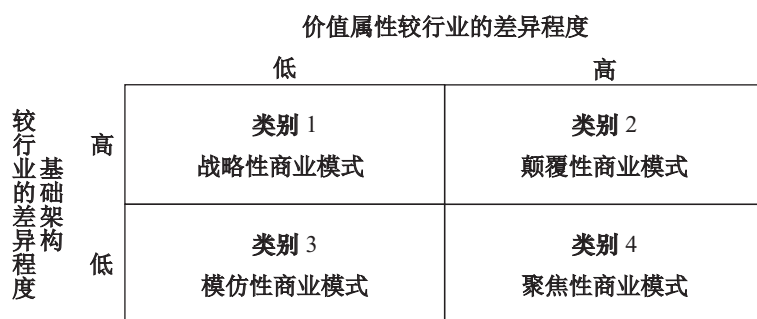 价值属性较行业的差异程度
低 高
基础架构
较行业的差异程度
高
类别 1
战略性商业模式
类别 2
颠覆性商业模式
低
类别 3
模仿性商业模式
类别 4
聚焦性商业模式